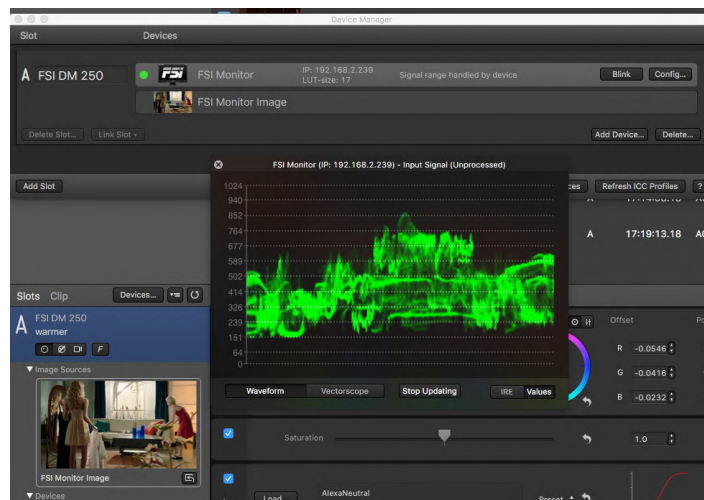 Device Manager
Slot Devices
A FSI DM 250
FSI FSI Monitor IP: 192.168.2.239 Signal range handled by device Blink Config...
LUT-size: 17
FSI Monitor Image
Delete Slot... Link Slot Add Device... Delete...
FSI Monitor (IP: 192.168.2.239) - Input Signal (Unprocessed)
Add Slot Refresh ICC Profiles ?
1024
940
852
764
677
589
502
414
326
239
151
64
0
A 17:19:13.18
Slots Clip Devices...
A FSI DM 250
warmer
F
Image Sources
FSI Monitor Image
Devices
Waveform Vectorscope Stop Updating IRE Values
Offset
R -0.0546
G -0.0416
B -0.0232
Saturation 1.0
Load... AlexaNeutral Preset